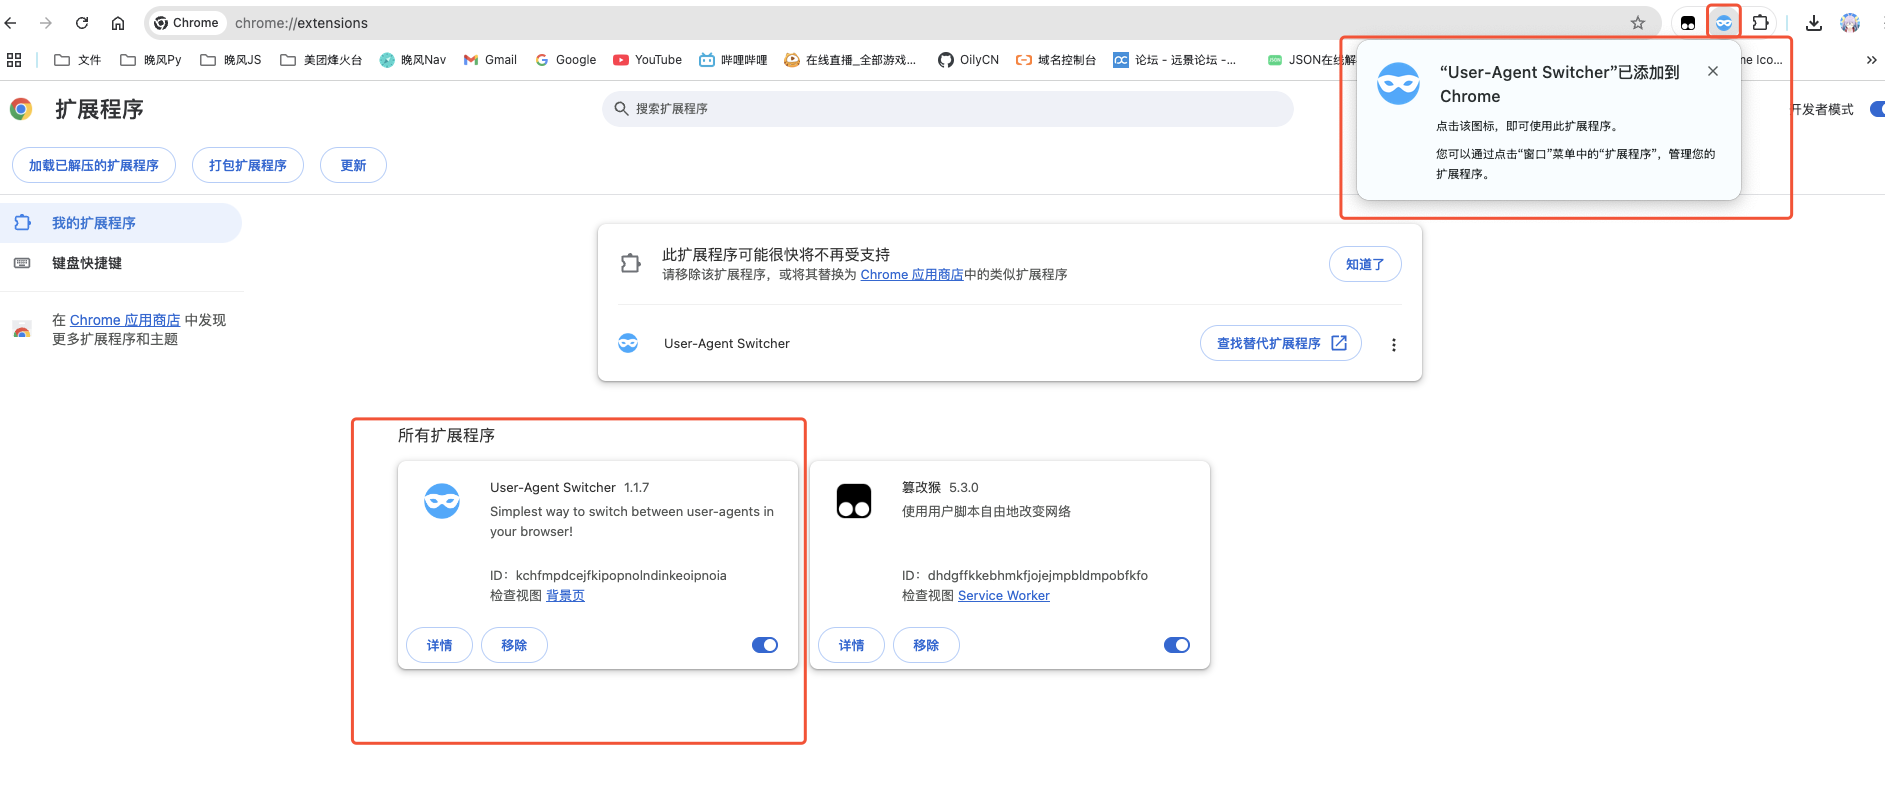 Chrome
chrome://extensions
文件
晚风Py
晚风JS
美团烽火台
晚风Nav
Gmail
Google
YouTube
哔哩哔哩
在线直播_全部游戏...
OilyCN
域名控制台
论坛 - 远景论坛 -...
JSON在线解
ne Ico...
“User-Agent Switcher”已添加到
Chrome
点击该图标，即可使用此扩展程序。
您可以通过点击“窗口”菜单中的“扩展程序”，管理您的
扩展程序。
扩展程序
搜索扩展程序
开发者模式
加载已解压的扩展程序
打包扩展程序
更新
我的扩展程序
键盘快捷键
在 Chrome 应用商店 中发现
更多扩展程序和主题
此扩展程序可能很快将不再受支持
请移除该扩展程序，或将其替换为 Chrome 应用商店中的类似扩展程序
知道了
User-Agent Switcher
查找替代扩展程序
所有扩展程序
User-Agent Switcher 1.1.7
Simplest way to switch between user-agents in
your browser!
ID：kchfmpdcejfkipopnolndinkeoipnoia
检查视图 背景页
详情
移除
篡改猴 5.3.0
使用用户脚本自由地改变网络
ID：dhdgffkkebhmkfjojejmpbldmpobfkfo
检查视图 Service Worker
详情
移除